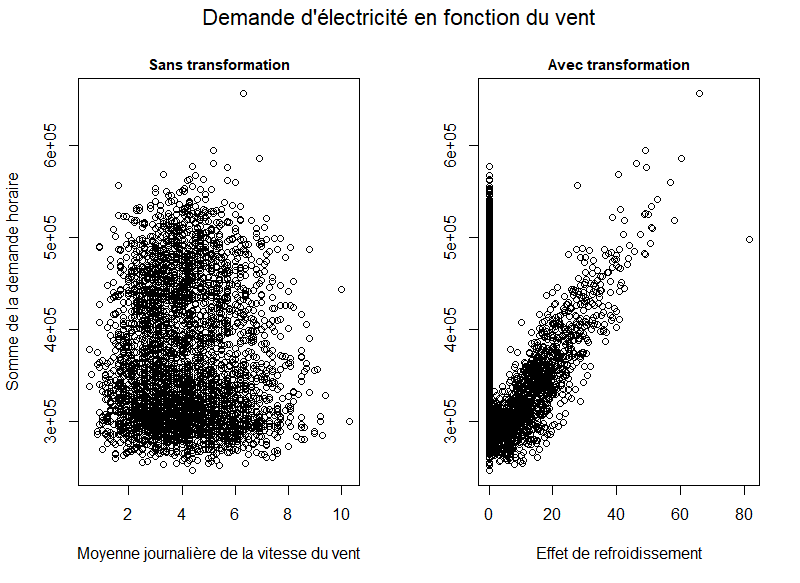 Demande d'électricité en fonction du vent
Sans transformation
Somme de la demande horaire
6e+05
5e+05
4e+05
3e+05
2 4 6 8 10
Moyenne journalière de la vitesse du vent
Avec transformation
6e+05
5e+05
4e+05
3e+05
0 20 40 60 80
Effet de refroidissement